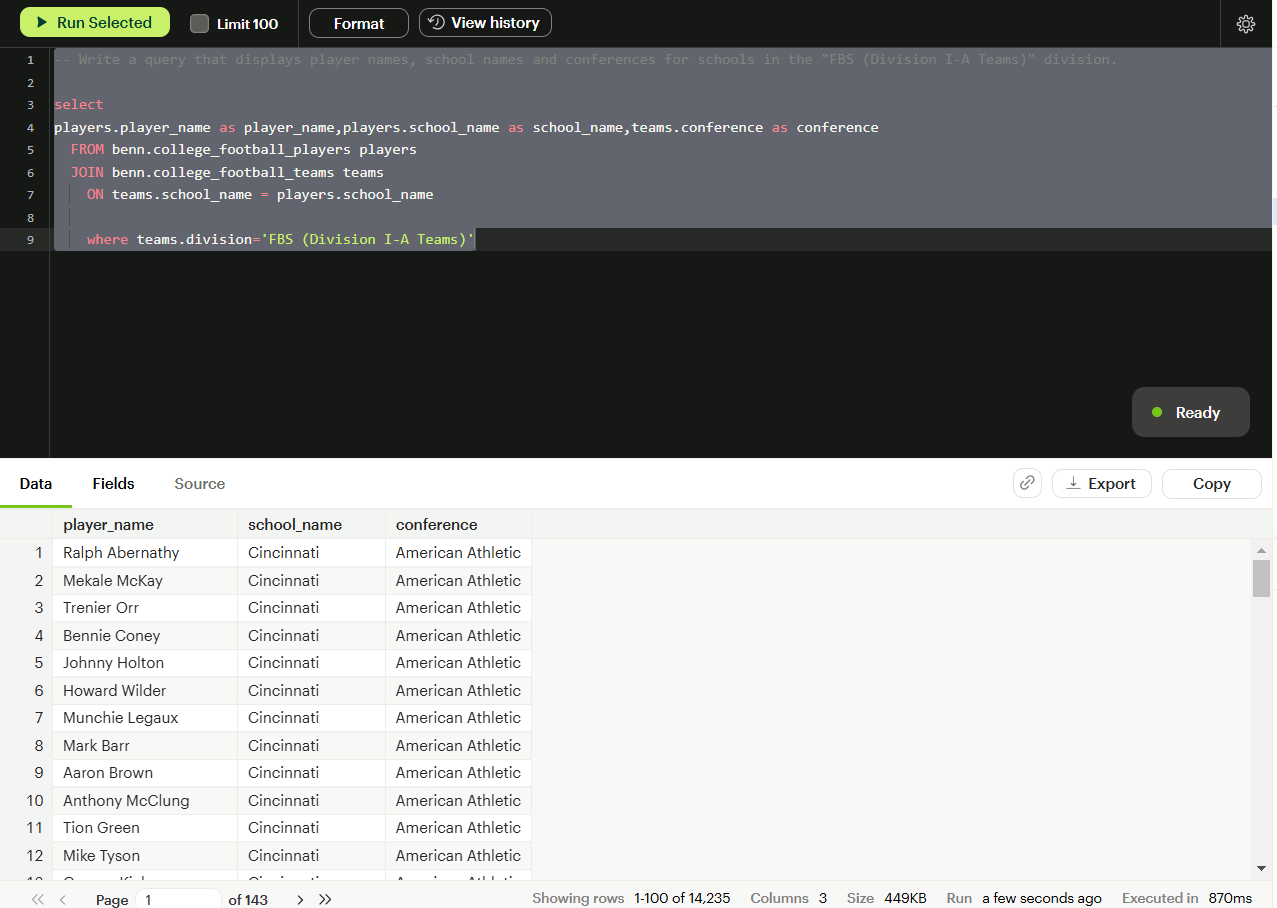 Run Selected Limit 100 Format View history
1 -- Write a query that displays player names, school names and conferences for schools in the "FBS (Division I-A Teams)" division.
2
3 select
4 players.player_name as player_name,players.school_name as school_name,teams.conference as conference
5 FROM benn.college_football_players players
6 JOIN benn.college_football_teams teams
7 ON teams.school_name = players.school_name
8
9 where teams.division='FBS (Division I-A Teams)'
Ready
Data Fields Source Export Copy
player_name school_name conference
1 Ralph Abernathy Cincinnati American Athletic
2 Mekale McKay Cincinnati American Athletic
3 Trenier Orr Cincinnati American Athletic
4 Bennie Coney Cincinnati American Athletic
5 Johnny Holton Cincinnati American Athletic
6 Howard Wilder Cincinnati American Athletic
7 Munchie Legaux Cincinnati American Athletic
8 Mark Barr Cincinnati American Athletic
9 Aaron Brown Cincinnati American Athletic
10 Anthony McClung Cincinnati American Athletic
11 Tion Green Cincinnati American Athletic
12 Mike Tyson Cincinnati American Athletic
Page 1 of 143 Showing rows 1-100 of 14,235 Columns 3 Size 449KB Run a few seconds ago Executed in 870ms